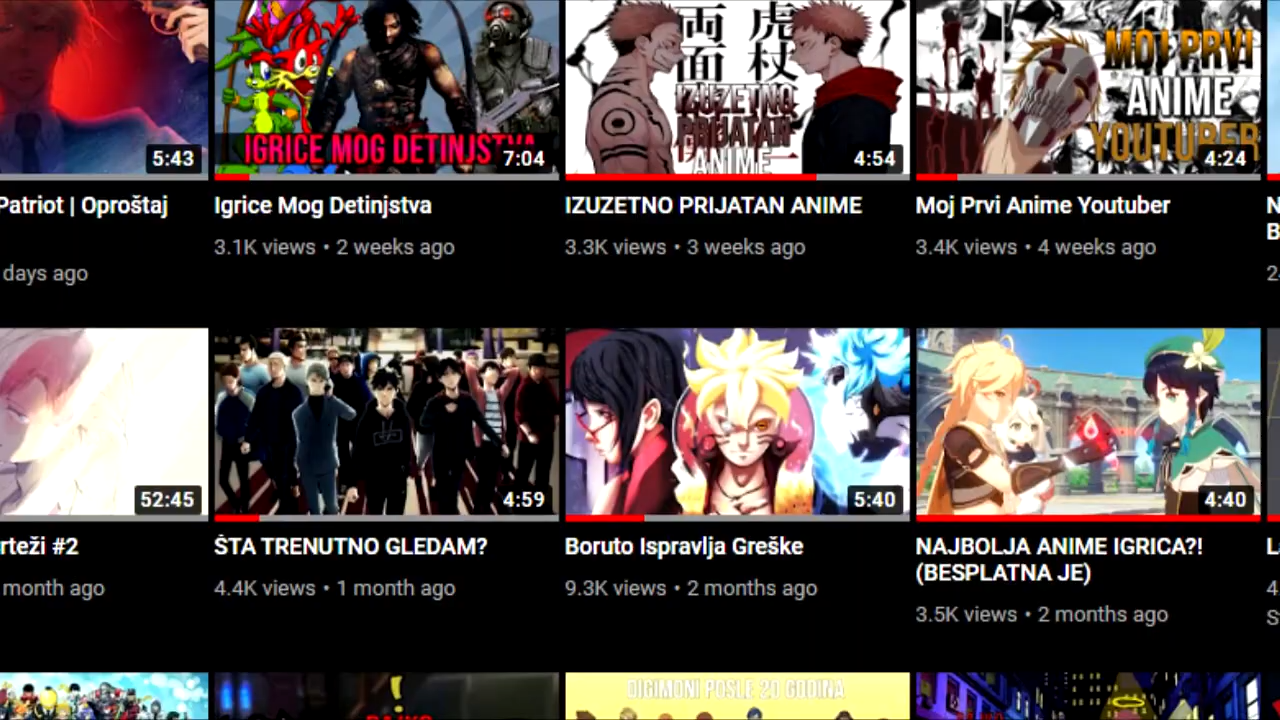 IGRICE MOG DETINJSTVA
両 虎
面 杖
IZUZETNO
PRIJATAN
ANIME
MOJ PRVI
ANIME
YOUTUBER
5:43
7:04
4:54
4:24
Patriot | Oproštaj
Igrice Mog Detinjstva
IZUZETNO PRIJATAN ANIME
Moj Prvi Anime Youtuber
N
B
days ago
3.1K views • 2 weeks ago
3.3K views • 3 weeks ago
3.4K views • 4 weeks ago
2
52:45
4:59
5:40
4:40
rteži #2
ŠTA TRENUTNO GLEDAM?
Boruto Ispravlja Greške
NAJBOLJA ANIME IGRICA?!
(BESPLATNA JE)
L
month ago
4.4K views • 1 month ago
9.3K views • 2 months ago
3.5K views • 2 months ago
4
S
DIGIMONI POSLE 20 GODINA